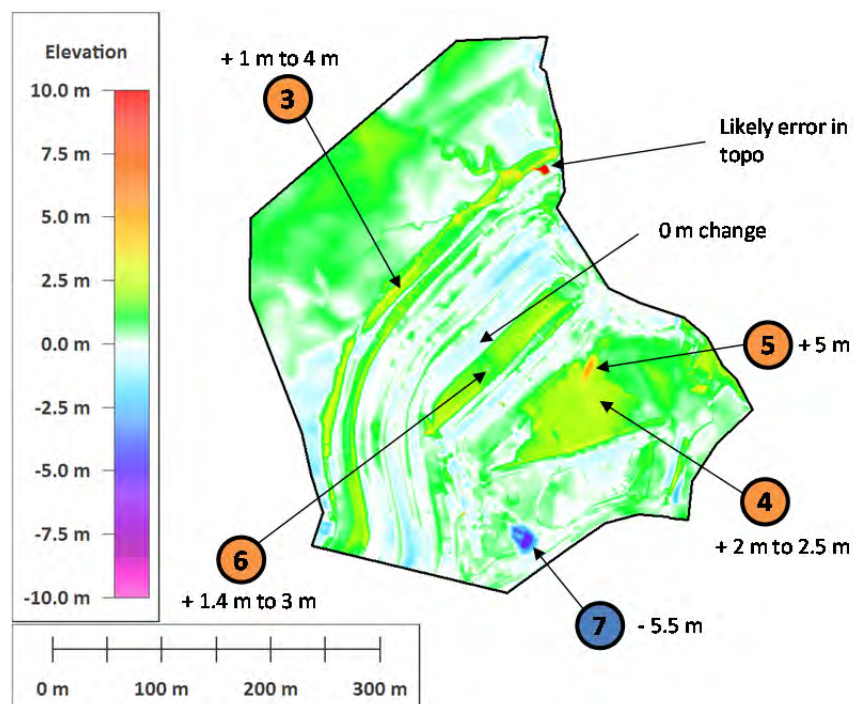 Elevation
10.0 m
7.5 m
5.0 m
2.5 m
0.0 m
-2.5 m
-5.0 m
-7.5 m
-10.0 m
+ 1 m to 4 m
3
Likely error in
topo
0 m change
5
+ 5 m
4
+ 2 m to 2.5 m
6
+ 1.4 m to 3 m
7
- 5.5 m
0 m
100 m
200 m
300 m